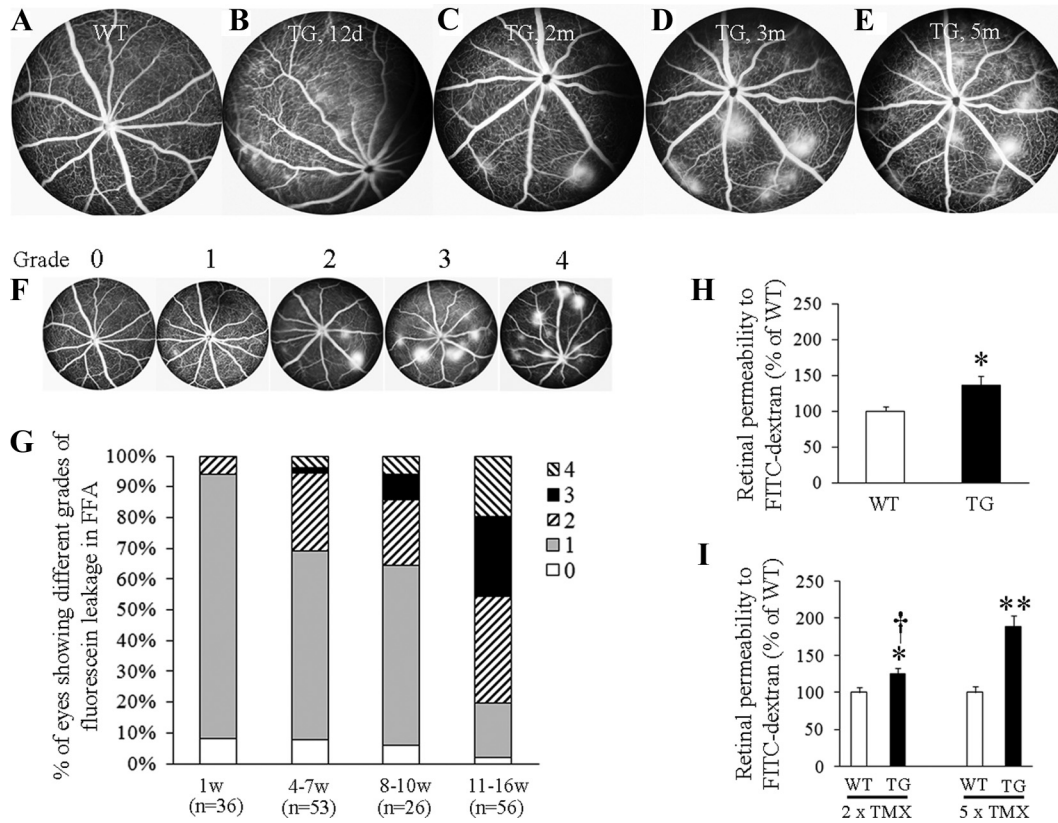 A
WT
B
TG, 12d
C
TG, 2m
D
TG, 3m
E
TG, 5m
Grade 0 1 2 3 4
F
G
% of eyes showing different grades of
fluorescein leakage in FFA
100%
90%
80%
70%
60%
50%
40%
30%
20%
10%
0%
1w
(n=36)
4-7w
(n=53)
8-10w
(n=26)
11-16w
(n=56)
4
3
2
1
0
H
Retinal permeability to
FITC-dextran (% of WT)
250
200
150
100
50
0
*
WT TG
I
Retinal permeability to
FITC-dextran (% of WT)
250
200
150
100
50
0
†
*
**
WT TG WT TG
2 x TMX 5 x TMX